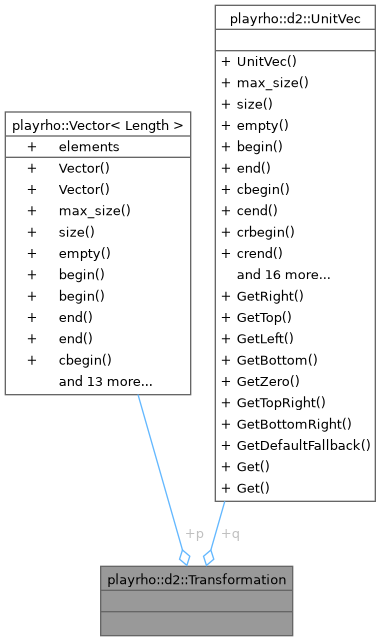 playrho::d2::UnitVec
+ UnitVec()
+ max_size()
+ size()
+ empty()
+ begin()
+ end()
+ cbegin()
+ cend()
+ crbegin()
+ crend()
and 16 more...
+ GetRight()
+ GetTop()
+ GetLeft()
+ GetBottom()
+ GetZero()
+ GetTopRight()
+ GetBottomRight()
+ GetDefaultFallback()
+ Get()
+ Get()
playrho::Vector< Length >
+ elements
+ Vector()
+ Vector()
+ max_size()
+ size()
+ empty()
+ begin()
+ begin()
+ end()
+ end()
+ cbegin()
and 13 more...
+p
+q
playrho::d2::Transformation